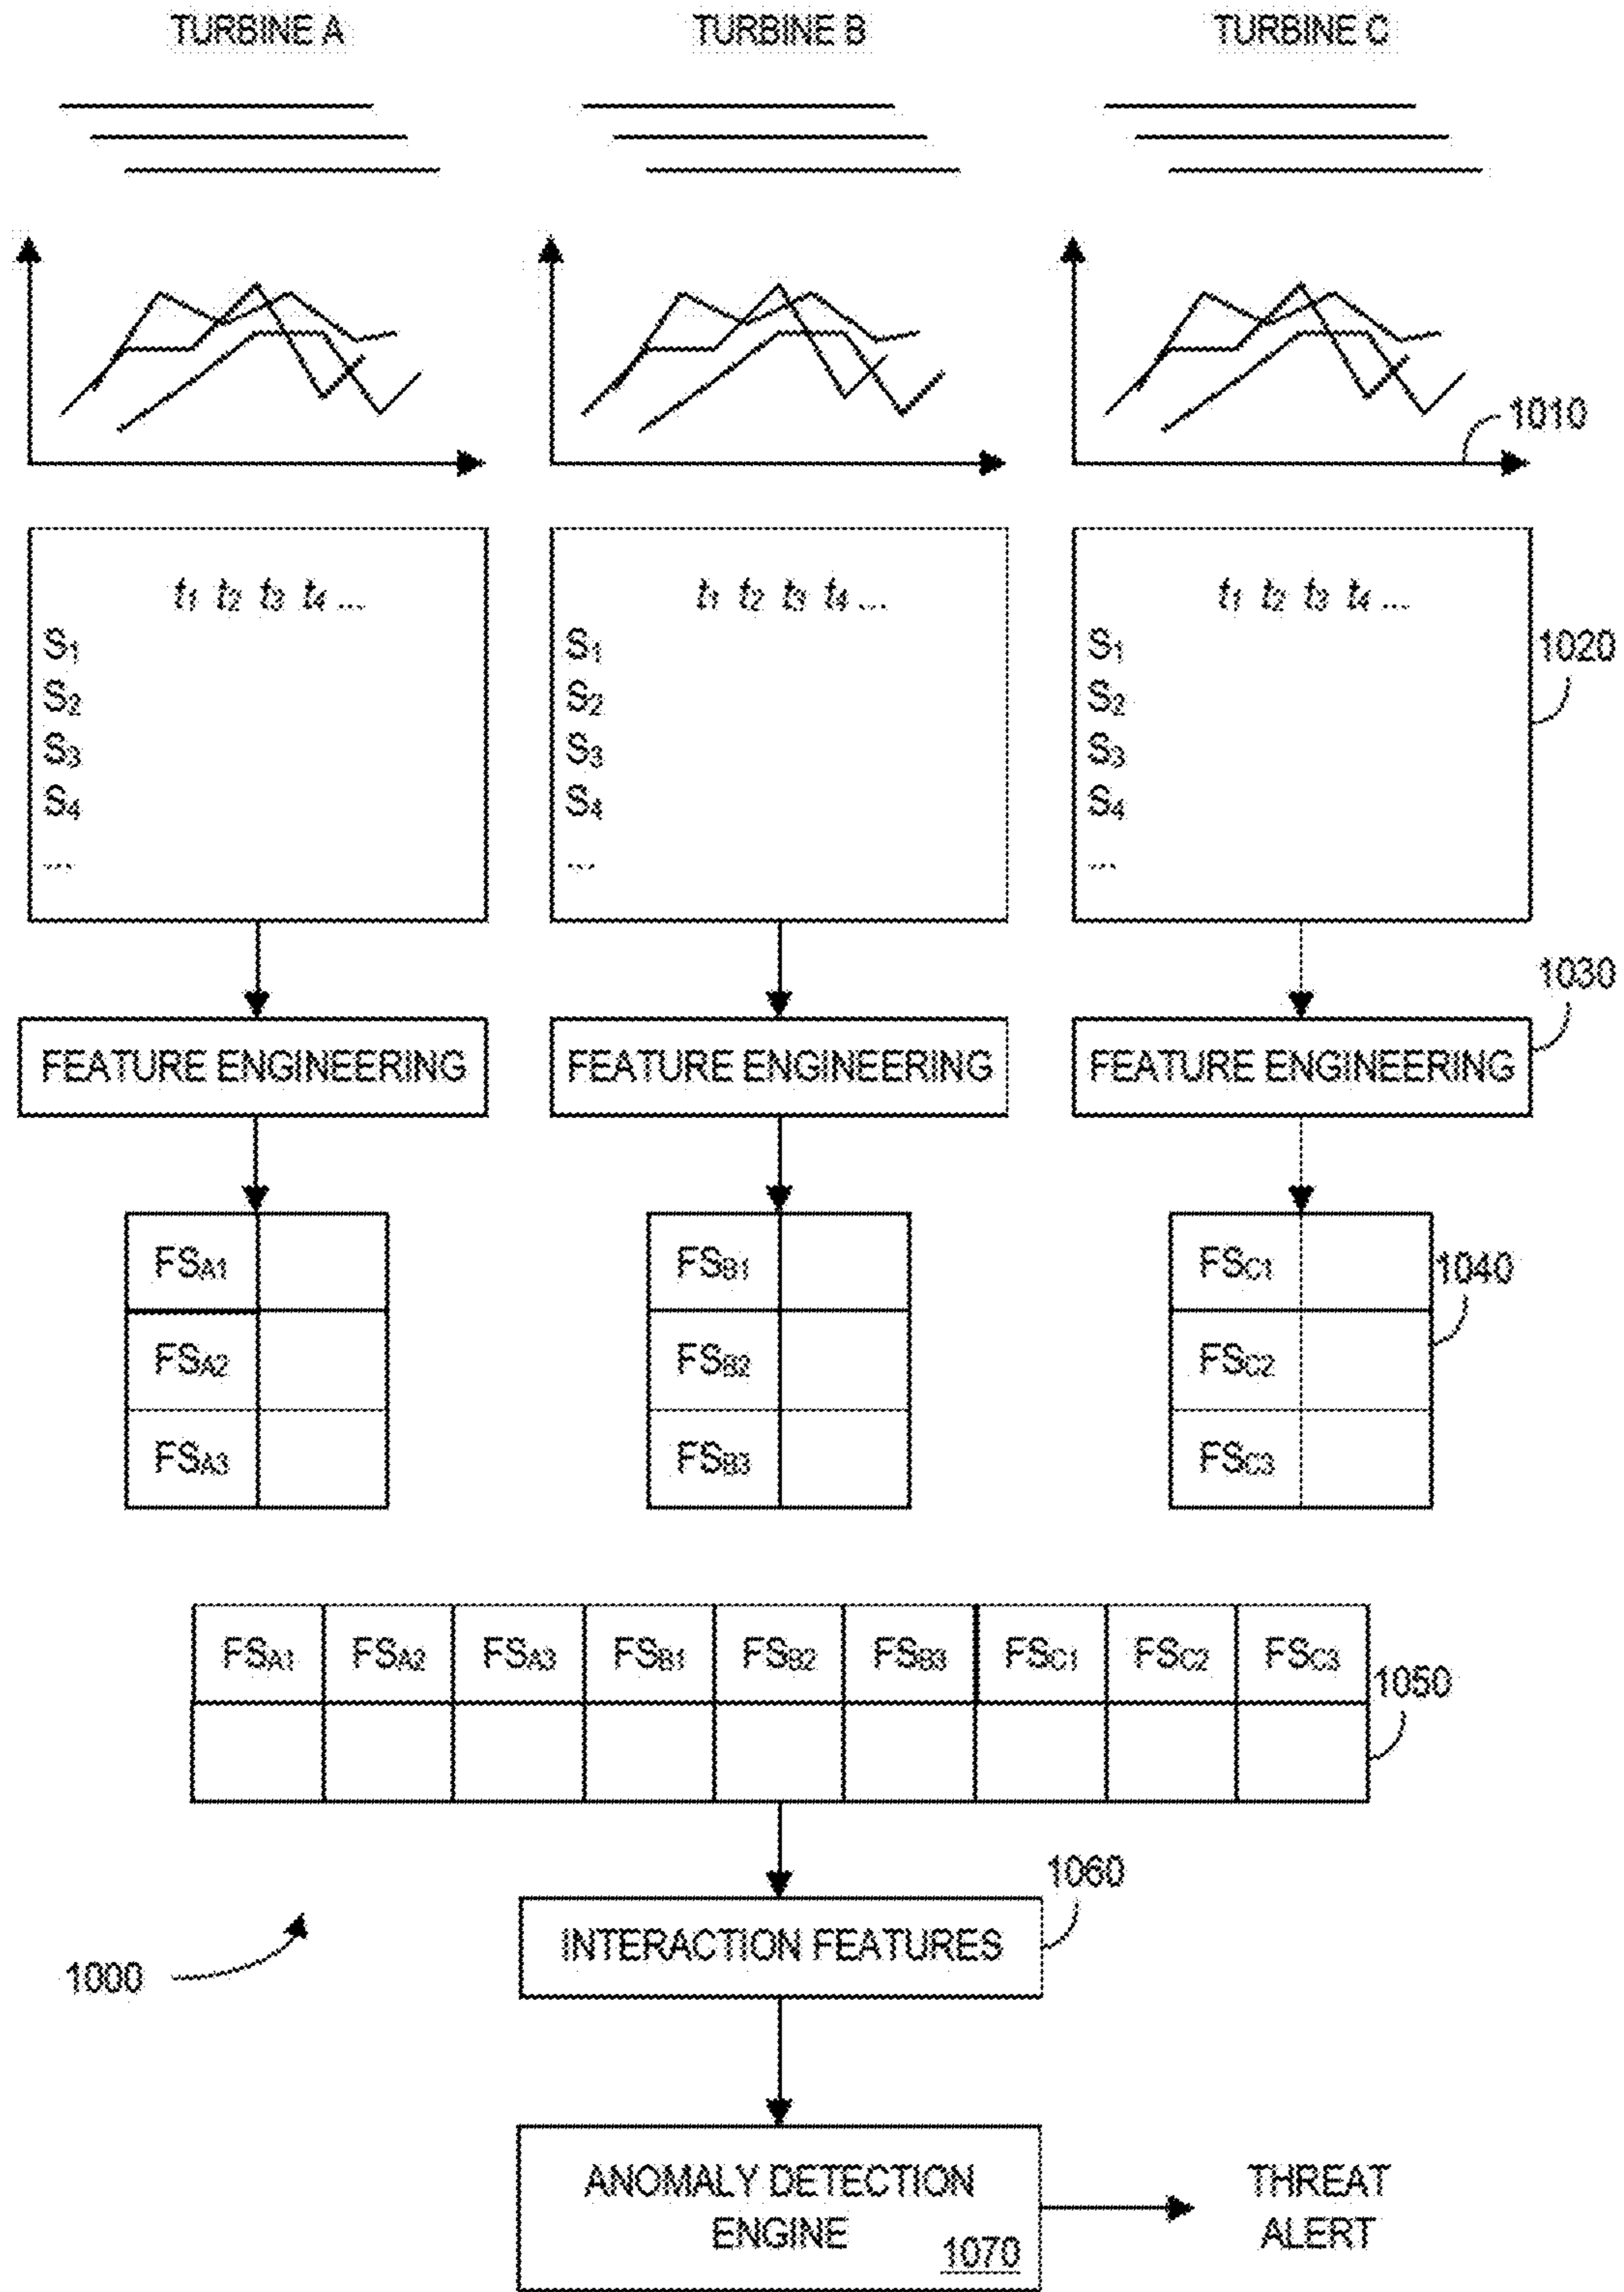 TURBINE A TURBINE B TURBINE C
1010
t1 t2 t3 t4 ... t1 t2 t3 t4 ... t1 t2 t3 t4 ...
S1 S1 S1 1020
S2 S2 S2
S3 S3 S3
S4 S4 S4
... ... ...
1030
FEATURE ENGINEERING FEATURE ENGINEERING FEATURE ENGINEERING
FSA1 FSB1 FSC1 1040
FSA2 FSB2 FSC2
FSA3 FSB3 FSC3
FSA1 FSA2 FSA3 FSB1 FSB2 FSB3 FSC1 FSC2 FSC3
1050
1060
INTERACTION FEATURES
1000
ANOMALY DETECTION
ENGINE 1070
THREAT
ALERT